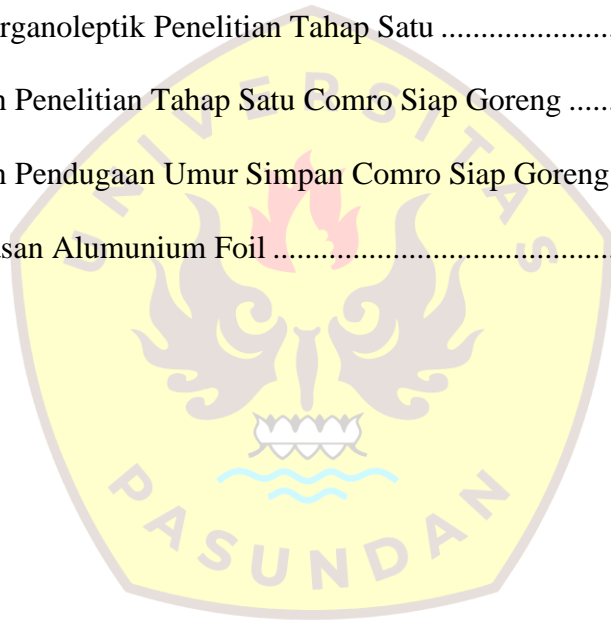 rganoleptik Penelitian Tahap Satu ......................
n Penelitian Tahap Satu Comro Siap Goreng ......
n Pendugaan Umur Simpan Comro Siap Goreng
san Alumunium Foil ...........................................
UNIVERSITAS
PASUNDAN